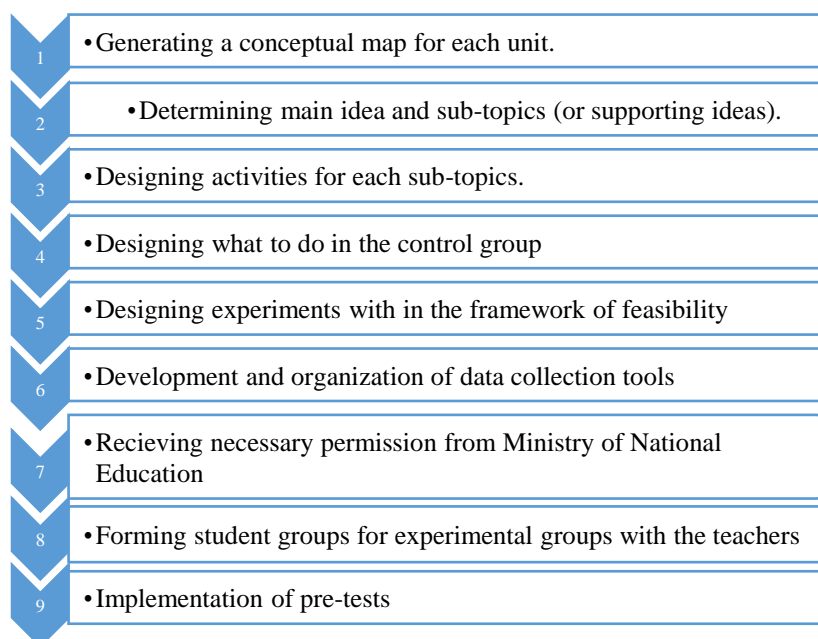 1
•Generating a conceptual map for each unit.
2
•Determining main idea and sub-topics (or supporting ideas).
3
•Designing activities for each sub-topics.
4
•Designing what to do in the control group
5
•Designing experiments with in the framework of feasibility
6
•Development and organization of data collection tools
7
•Recieving necessary permission from Ministry of National
Education
8
•Forming student groups for experimental groups with the teachers
9
•Implementation of pre-tests